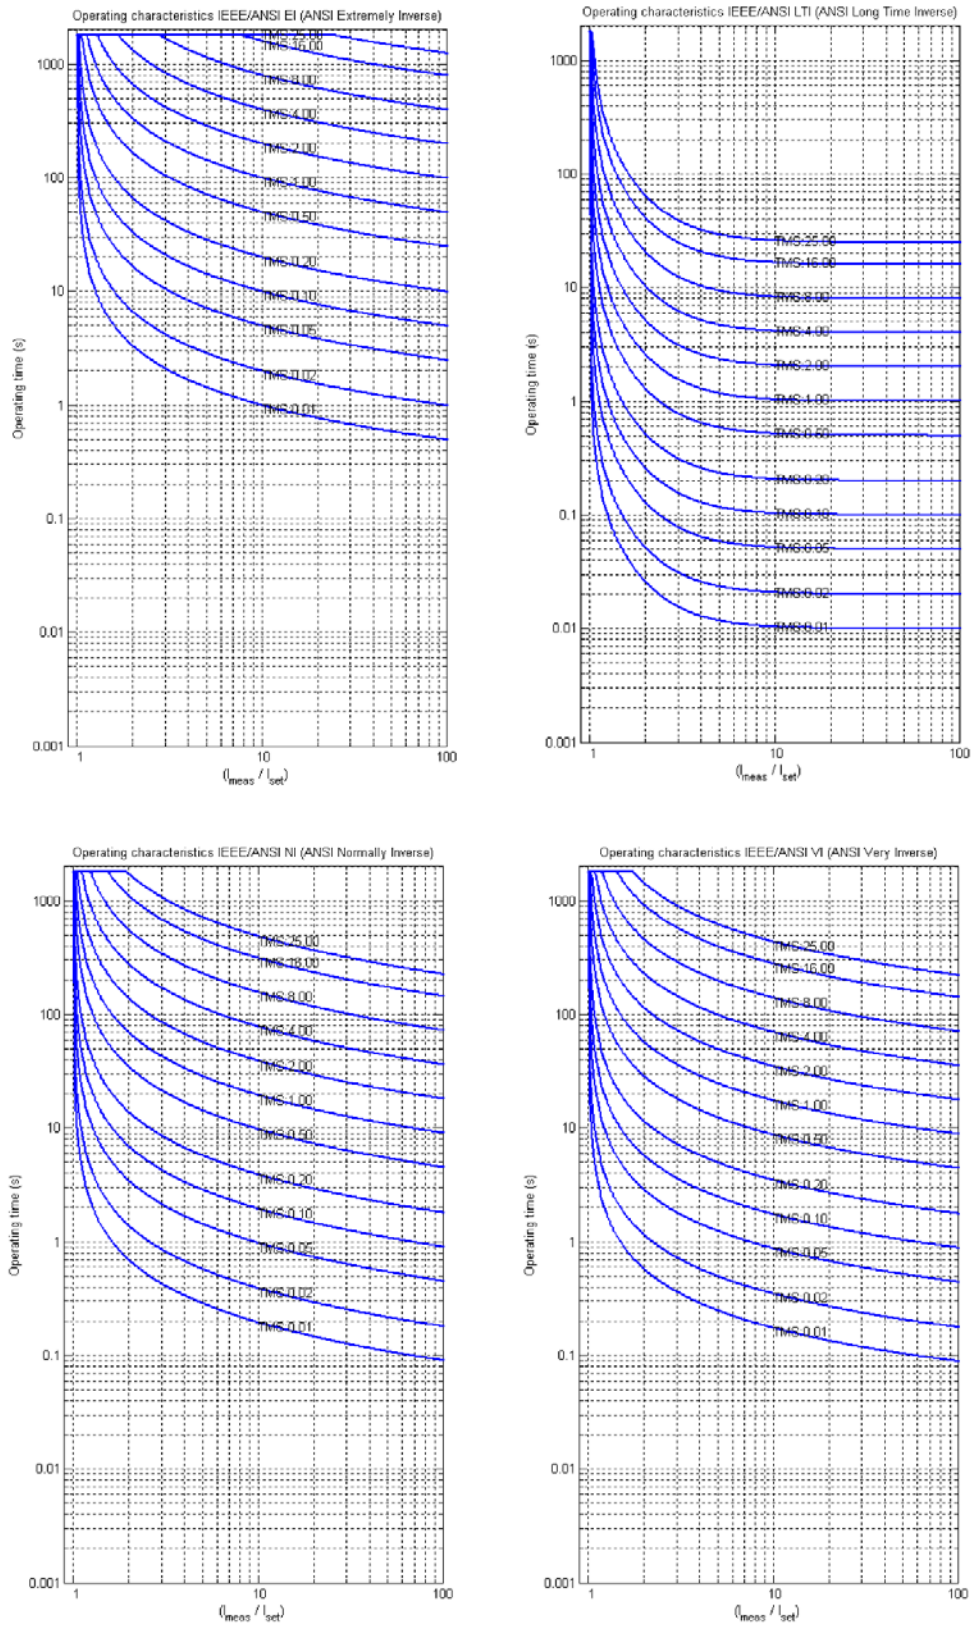 Operating characteristics IEEE/ANSI EI (ANSI Extremely Inverse)
1000
100
10
1
0.1
0.01
0.001
Operating time (s)
TMS 25.00
TMS 16.00
TMS 8.00
TMS 4.00
TMS 2.00
TMS 1.00
TMS 0.50
TMS 0.20
TMS 0.10
TMS 0.05
TMS 0.02
TMS 0.01
1 10 100
(Imeas / Iset)
Operating characteristics IEEE/ANSI LTI (ANSI Long Time Inverse)
1000
100
10
1
0.1
0.01
0.001
Operating time (s)
TMS 25.00
TMS 16.00
TMS 8.00
TMS 4.00
TMS 2.00
TMS 1.00
TMS 0.50
TMS 0.20
TMS 0.10
TMS 0.05
TMS 0.02
TMS 0.01
1 10 100
(Imeas / Iset)
Operating characteristics IEEE/ANSI NI (ANSI Normally Inverse)
1000
100
10
1
0.1
0.01
0.001
Operating time (s)
TMS 25.00
TMS 16.00
TMS 8.00
TMS 4.00
TMS 2.00
TMS 1.00
TMS 0.50
TMS 0.20
TMS 0.10
TMS 0.05
TMS 0.02
TMS 0.01
1 10 100
(Imeas / Iset)
Operating characteristics IEEE/ANSI VI (ANSI Very Inverse)
1000
100
10
1
0.1
0.01
0.001
Operating time (s)
TMS 25.00
TMS 16.00
TMS 8.00
TMS 4.00
TMS 2.00
TMS 1.00
TMS 0.50
TMS 0.20
TMS 0.10
TMS 0.05
TMS 0.02
TMS 0.01
1 10 100
(Imeas / Iset)